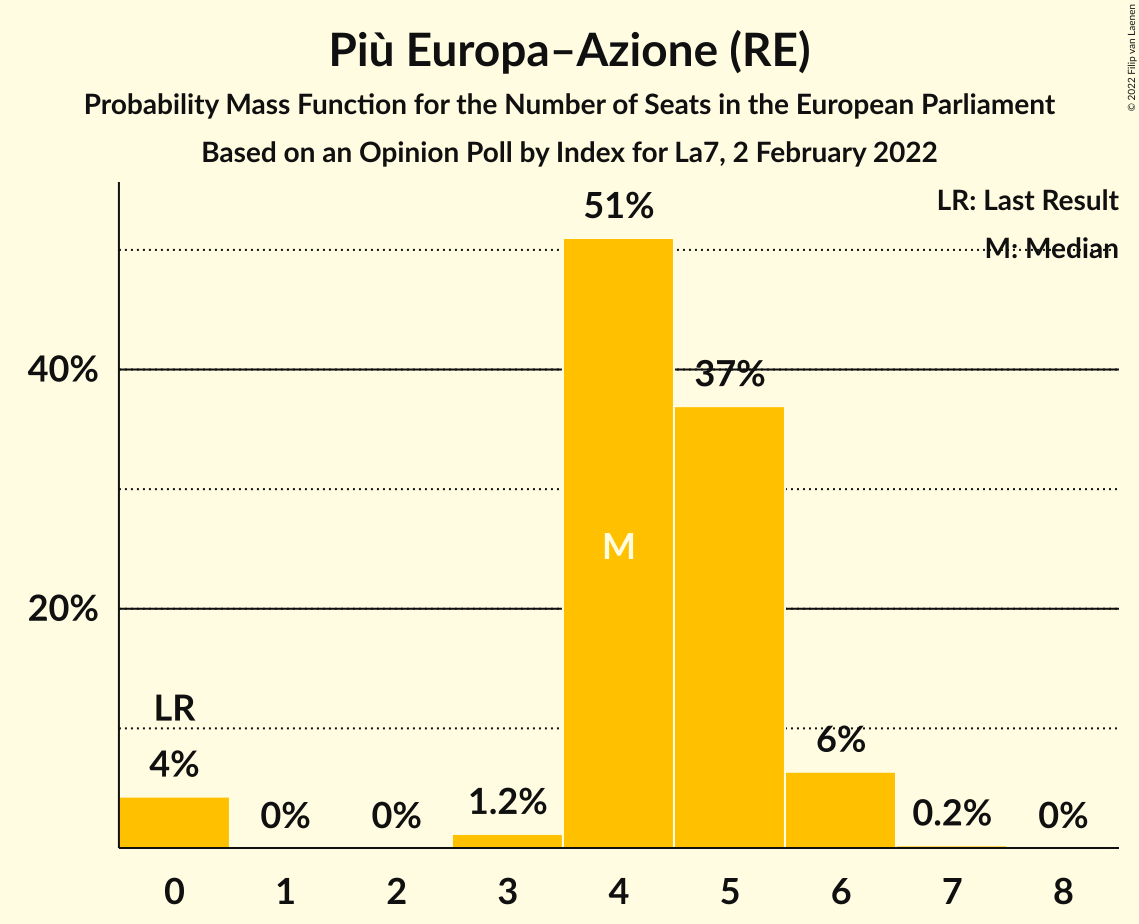 Più Europa–Azione (RE)
Probability Mass Function for the Number of Seats in the European Parliament
Based on an Opinion Poll by Index for La7, 2 February 2022
© 2022 Filip van Laenen
LR: Last Result
M: Median
51%
40%
37%
M
20%
LR
4%
0%
0%
1.2%
6%
0.2%
0%
0 1 2 3 4 5 6 7 8